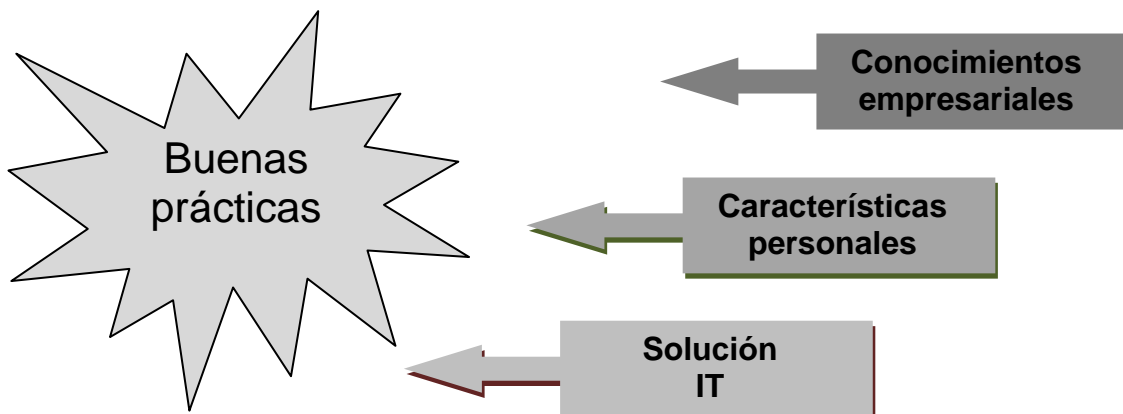 Buenas
prácticas
Conocimientos
empresariales
Características
personales
Solución
IT